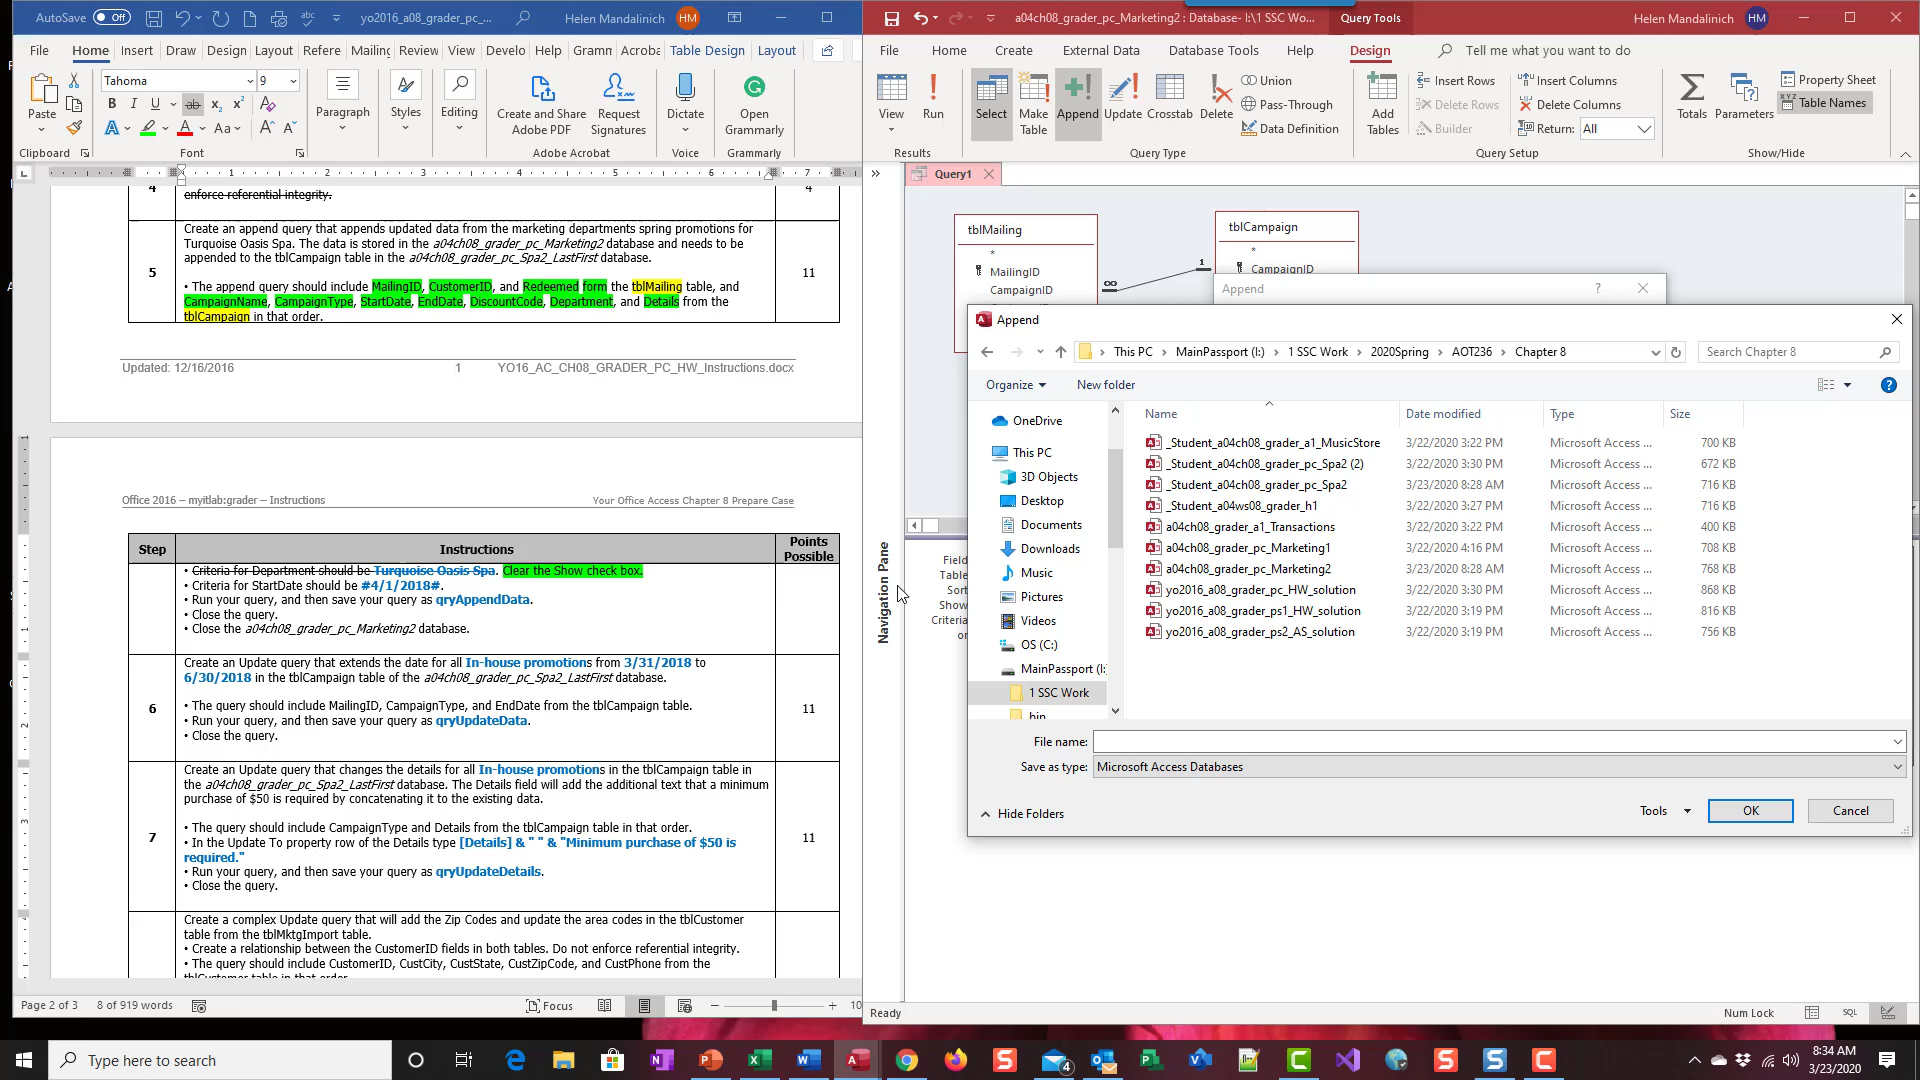 AutoSave Off yo2016_a08_grader_pc_... Helen Mandalinich HM
File Home Insert Draw Design Layout Refere Mailing Review View Develo Help Gramm Acroba Table Design Layout
Tahoma 9
Paste Paragraph Styles Editing Create and Share Adobe PDF Request Signatures Dictate Open Grammarly
Clipboard Font Adobe Acrobat Voice Grammarly
4 enforce referential integrity. 4
Create an append query that appends updated data from the marketing departments spring promotions for
Turquoise Oasis Spa. The data is stored in the a04ch08_grader_pc_Marketing2 database and needs to be
appended to the tblCampaign table in the a04ch08_grader_pc_Spa2_LastFirst database.
5 11
• The append query should include MailingID, CustomerID, and Redeemed form the tblMailing table, and
CampaignName, CampaignType, StartDate, EndDate, DiscountCode, Department, and Details from the
tblCampaign in that order.
Updated: 12/16/2016 1 YO16_AC_CH08_GRADER_PC_HW_Instructions.docx
Office 2016 – myitlab:grader – Instructions Your Office Access Chapter 8 Prepare Case
Step Instructions Points Possible
• Criteria for Department should be Turquoise Oasis Spa. Clear the Show check box.
• Criteria for StartDate should be #4/1/2018#.
• Run your query, and then save your query as qryAppendData.
• Close the query.
• Close the a04ch08_grader_pc_Marketing2 database.
Create an Update query that extends the date for all In-house promotions from 3/31/2018 to
6/30/2018 in the tblCampaign table of the a04ch08_grader_pc_Spa2_LastFirst database.
6 11
• The query should include MailingID, CampaignType, and EndDate from the tblCampaign table.
• Run your query, and then save your query as qryUpdateData.
• Close the query.
Create an Update query that changes the details for all In-house promotions in the tblCampaign table in
the a04ch08_grader_pc_Spa2_LastFirst database. The Details field will add the additional text that a minimum
purchase of $50 is required by concatenating it to the existing data.
7 11
• The query should include CampaignType and Details from the tblCampaign table in that order.
• In the Update To property row of the Details type [Details] & " " & "Minimum purchase of $50 is
required."
• Run your query, and then save your query as qryUpdateDetails.
• Close the query.
Create a complex Update query that will add the Zip Codes and update the area codes in the tblCustomer
table from the tblMktgImport table.
• Create a relationship between the CustomerID fields in both tables. Do not enforce referential integrity.
• The query should include CustomerID, CustCity, CustState, CustZipCode, and CustPhone from the
tblCustomer table in that order.
Page 2 of 3 8 of 919 words Focus 10
a04ch08_grader_pc_Marketing2 : Database- I:\1 SSC Wo... Query Tools Helen Mandalinich HM
File Home Create External Data Database Tools Help Design Tell me what you want to do
View Run Select Make Table Append Update Crosstab Delete Union Pass-Through Data Definition Add Tables Insert Rows Delete Rows Builder Insert Columns Delete Columns Return: All Totals Parameters Property Sheet Table Names
Results Query Type Query Setup Show/Hide
Query1
tblMailing
*
MailingID
CampaignID
∞ 1
tblCampaign
*
CampaignID
Append ?
Navigation Pane
Field
Table
Sort
Show
Criteria
or
Append
This PC MainPassport (I:) 1 SSC Work 2020Spring AOT236 Chapter 8 Search Chapter 8
Organize New folder
OneDrive
This PC
3D Objects
Desktop
Documents
Downloads
Music
Pictures
Videos
OS (C:)
MainPassport (I:
1 SSC Work
bin
Name Date modified Type Size
_Student_a04ch08_grader_a1_MusicStore 3/22/2020 3:22 PM Microsoft Access ... 700 KB
_Student_a04ch08_grader_pc_Spa2 (2) 3/22/2020 3:30 PM Microsoft Access ... 672 KB
_Student_a04ch08_grader_pc_Spa2 3/23/2020 8:28 AM Microsoft Access ... 716 KB
_Student_a04ws08_grader_h1 3/22/2020 3:27 PM Microsoft Access ... 716 KB
a04ch08_grader_a1_Transactions 3/22/2020 3:22 PM Microsoft Access ... 400 KB
a04ch08_grader_pc_Marketing1 3/22/2020 4:16 PM Microsoft Access ... 708 KB
a04ch08_grader_pc_Marketing2 3/23/2020 8:28 AM Microsoft Access ... 768 KB
yo2016_a08_grader_pc_HW_solution 3/22/2020 3:30 PM Microsoft Access ... 868 KB
yo2016_a08_grader_ps1_HW_solution 3/22/2020 3:19 PM Microsoft Access ... 816 KB
yo2016_a08_grader_ps2_AS_solution 3/22/2020 3:19 PM Microsoft Access ... 756 KB
File name:
Save as type: Microsoft Access Databases
Hide Folders Tools OK Cancel
Ready Num Lock SQL
Type here to search
8:34 AM
3/23/2020